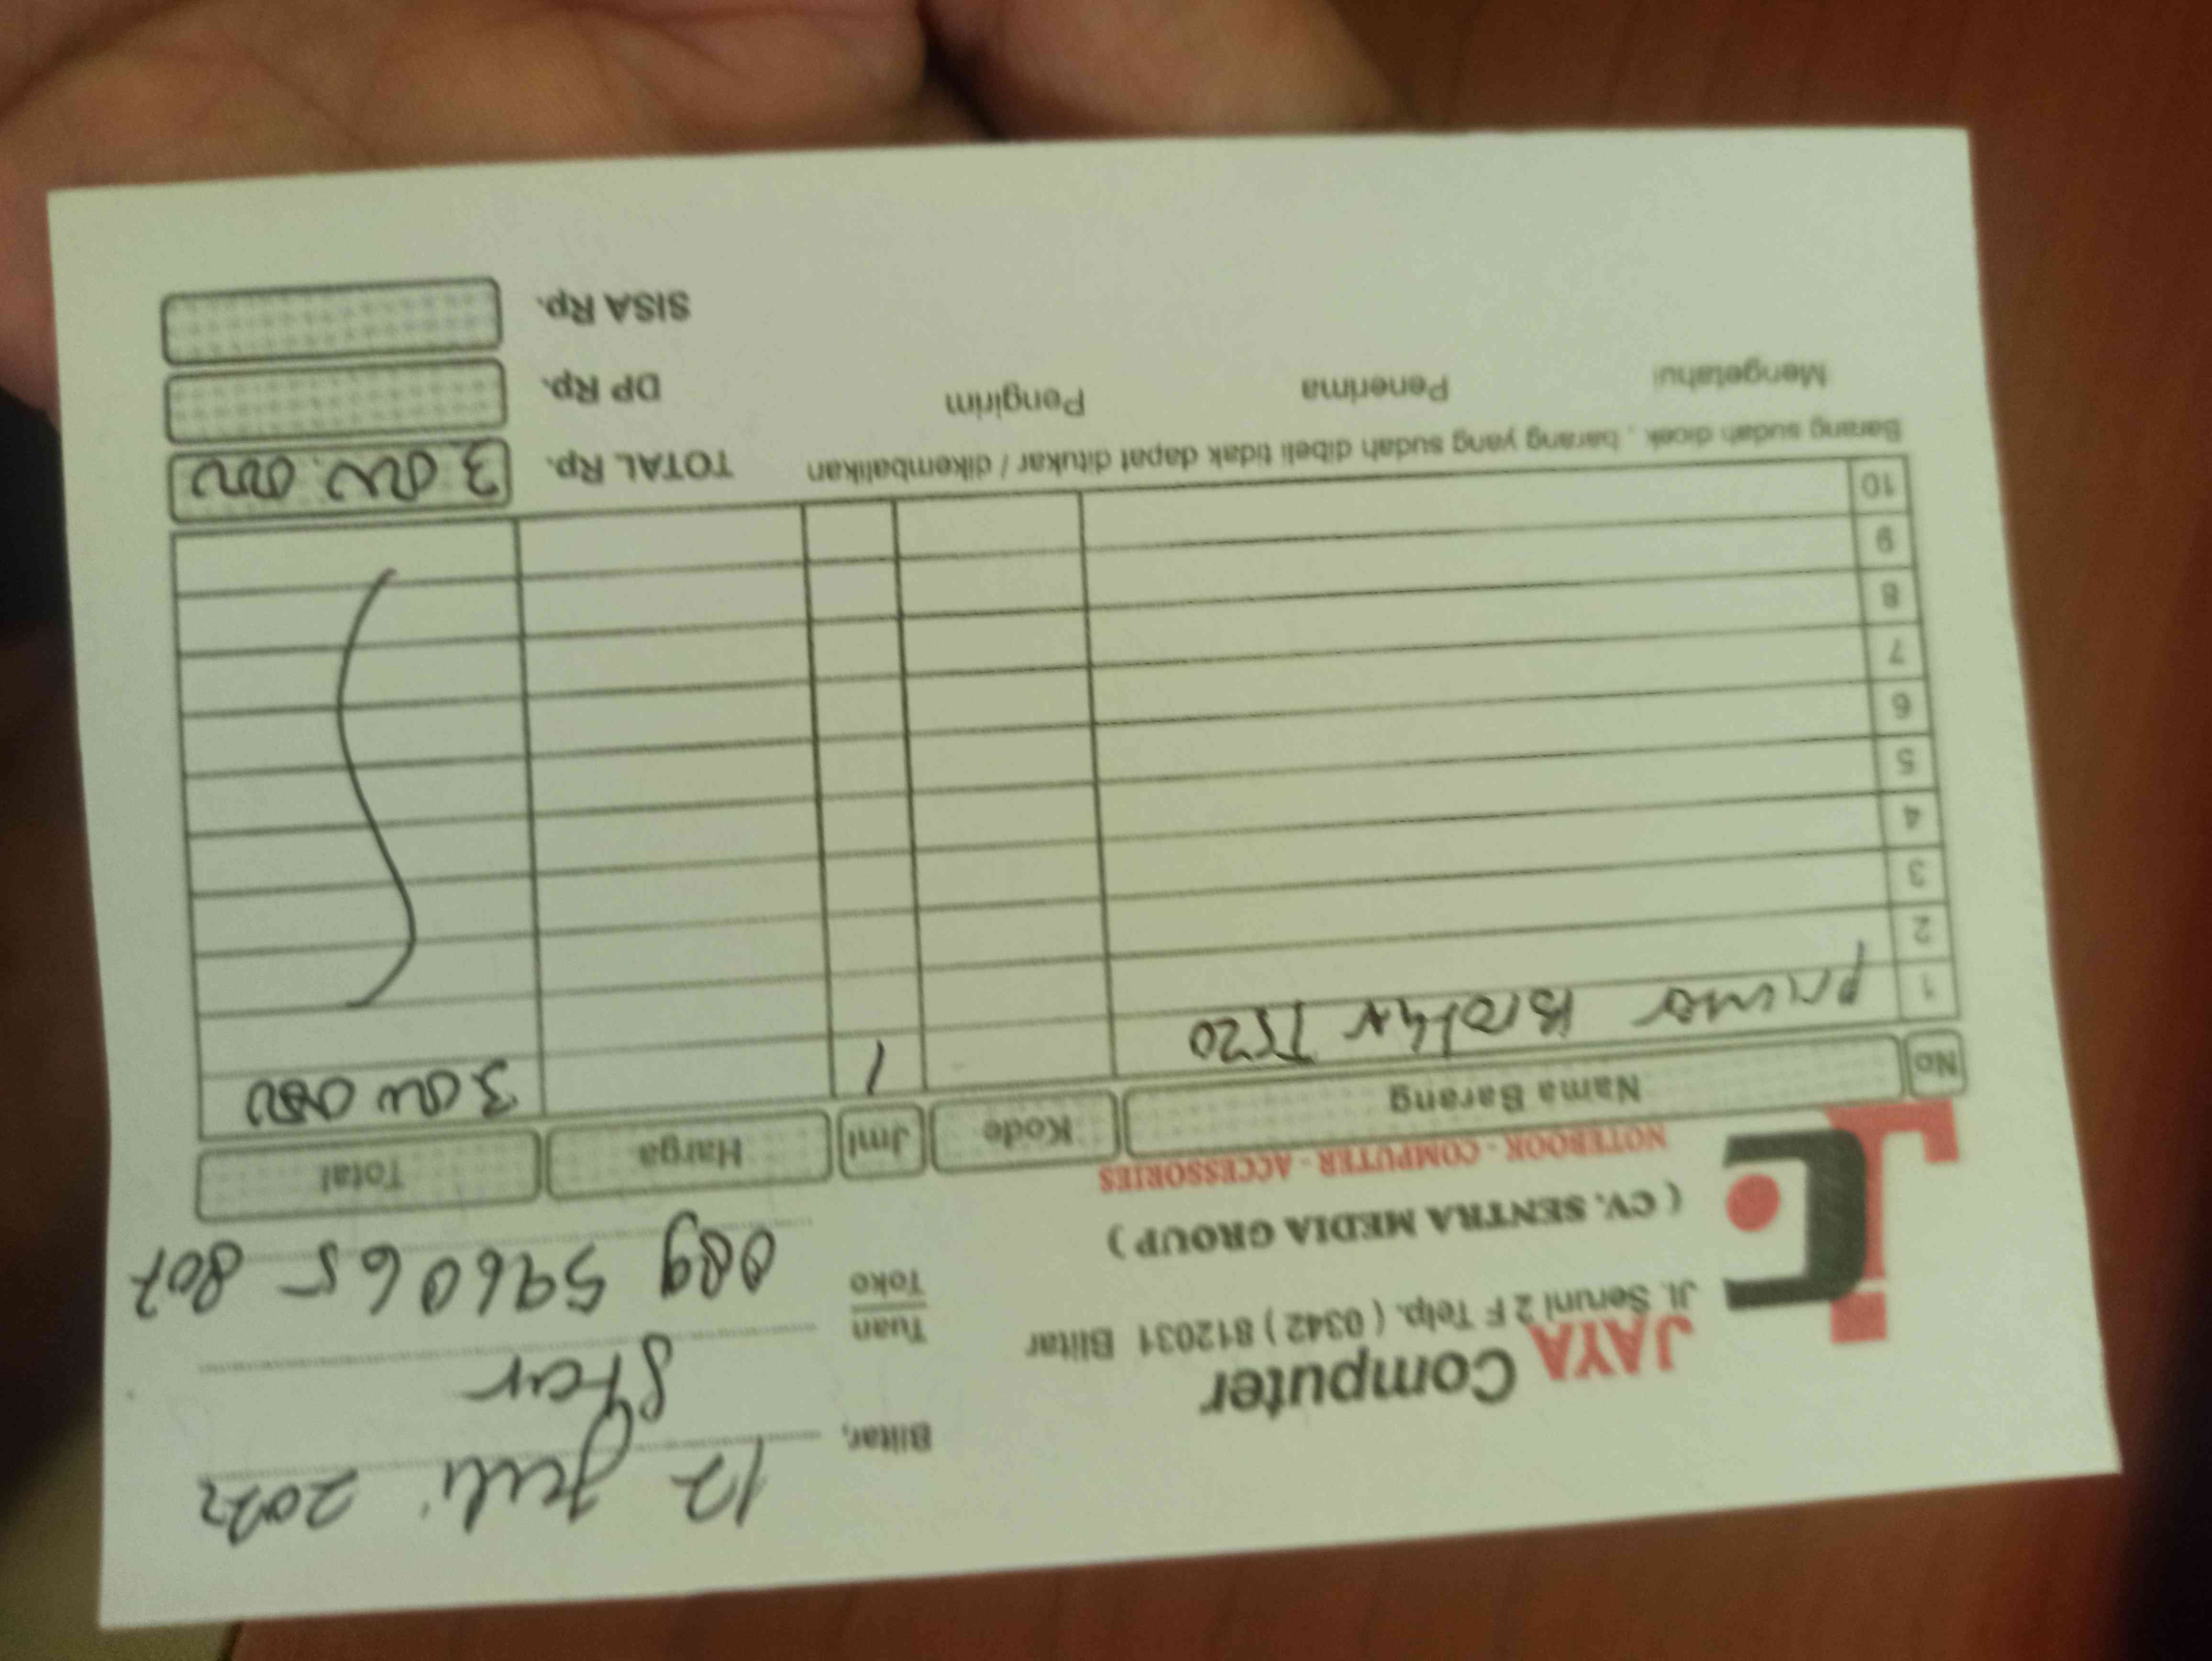 JAYA Computer
Jl. Seruni 2 F Telp. ( 0342 ) 812031 Blitar
( CV. SENTRA MEDIA GROUP )
NOTEBOOK - COMPUTER - ACCESSORIES
Blitar, 12 Juli 2022
Tuan
Toko
089 596065 807
No Nama Barang Kode Jml Harga Total
1 Printer Brother T520 1 3.000 000
2
3
4
5
6
7
8
9
10
Barang sudah dicek , barang yang sudah dibeli tidak dapat ditukar / dikembalikan
TOTAL Rp. 3.000.000
Mengetahui Penerima Pengirim DP Rp.
SISA Rp.